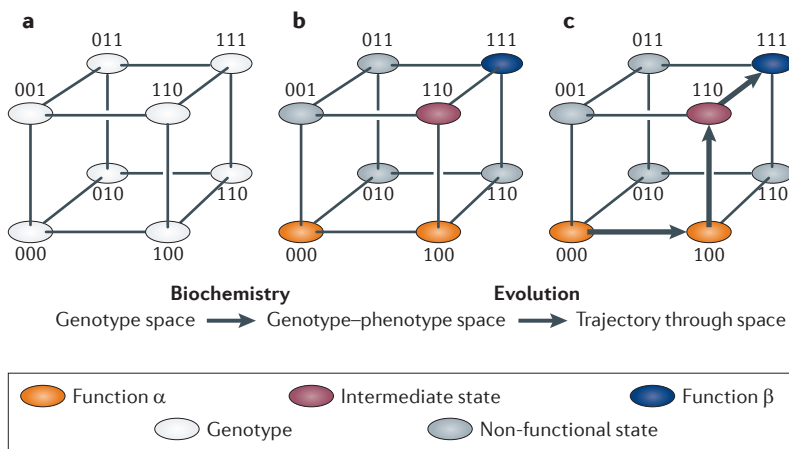 a
b
c
011 111 011 111 011 111
001 110 001 110 001 110
010 110 010 110 010 110
000 100 000 100 000 100
Biochemistry Evolution
Genotype space Genotype–phenotype space Trajectory through space
Function α Intermediate state Function β
Genotype Non-functional state